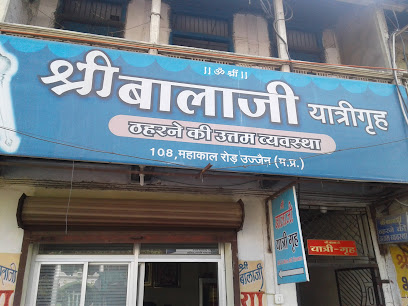 || ॐ श्रीं ||
श्री बालाजी यात्रीगृह
ठहरने की उत्तम व्यवस्था
108, महाकाल रोड़ उज्जैन (म.प्र.)
बालाजी
यात्री गृह
यात्री-गृह
बालाजी